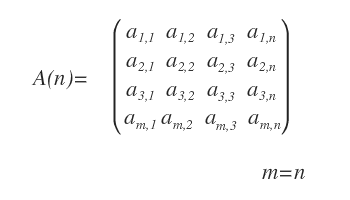 a₁,₁ a₁,₂ a₁,₃ a₁,n
a₂,₁ a₂,₂ a₂,₃ a₂,n
A(n)=
a₃,₁ a₃,₂ a₃,₃ a₃,n
aₘ,₁ aₘ,₂ aₘ,₃ aₘ,n
m=n